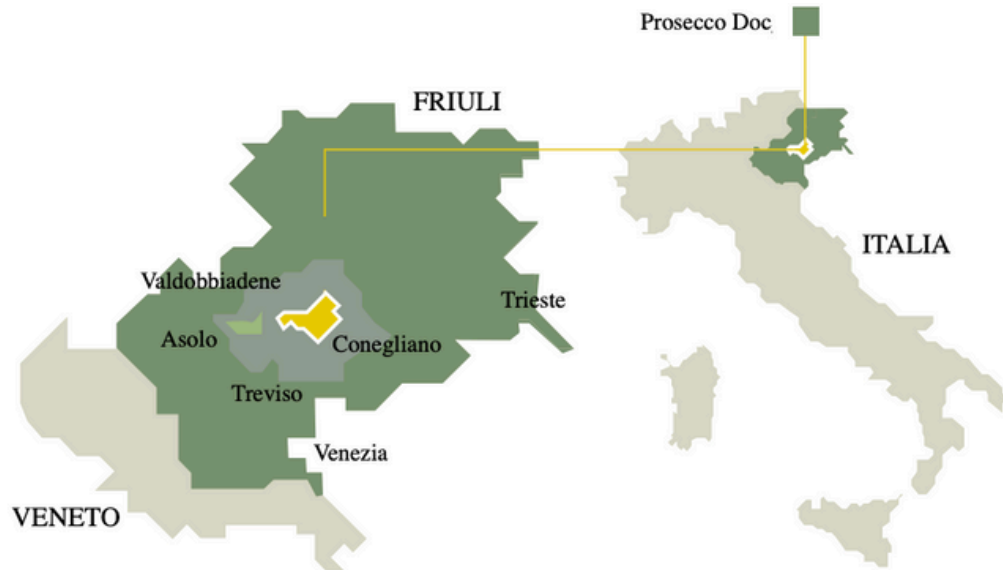 Prosecco Doc
FRIULI
ITALIA
Valdobbiadene
Trieste
Asolo
Conegliano
Treviso
Venezia
VENETO